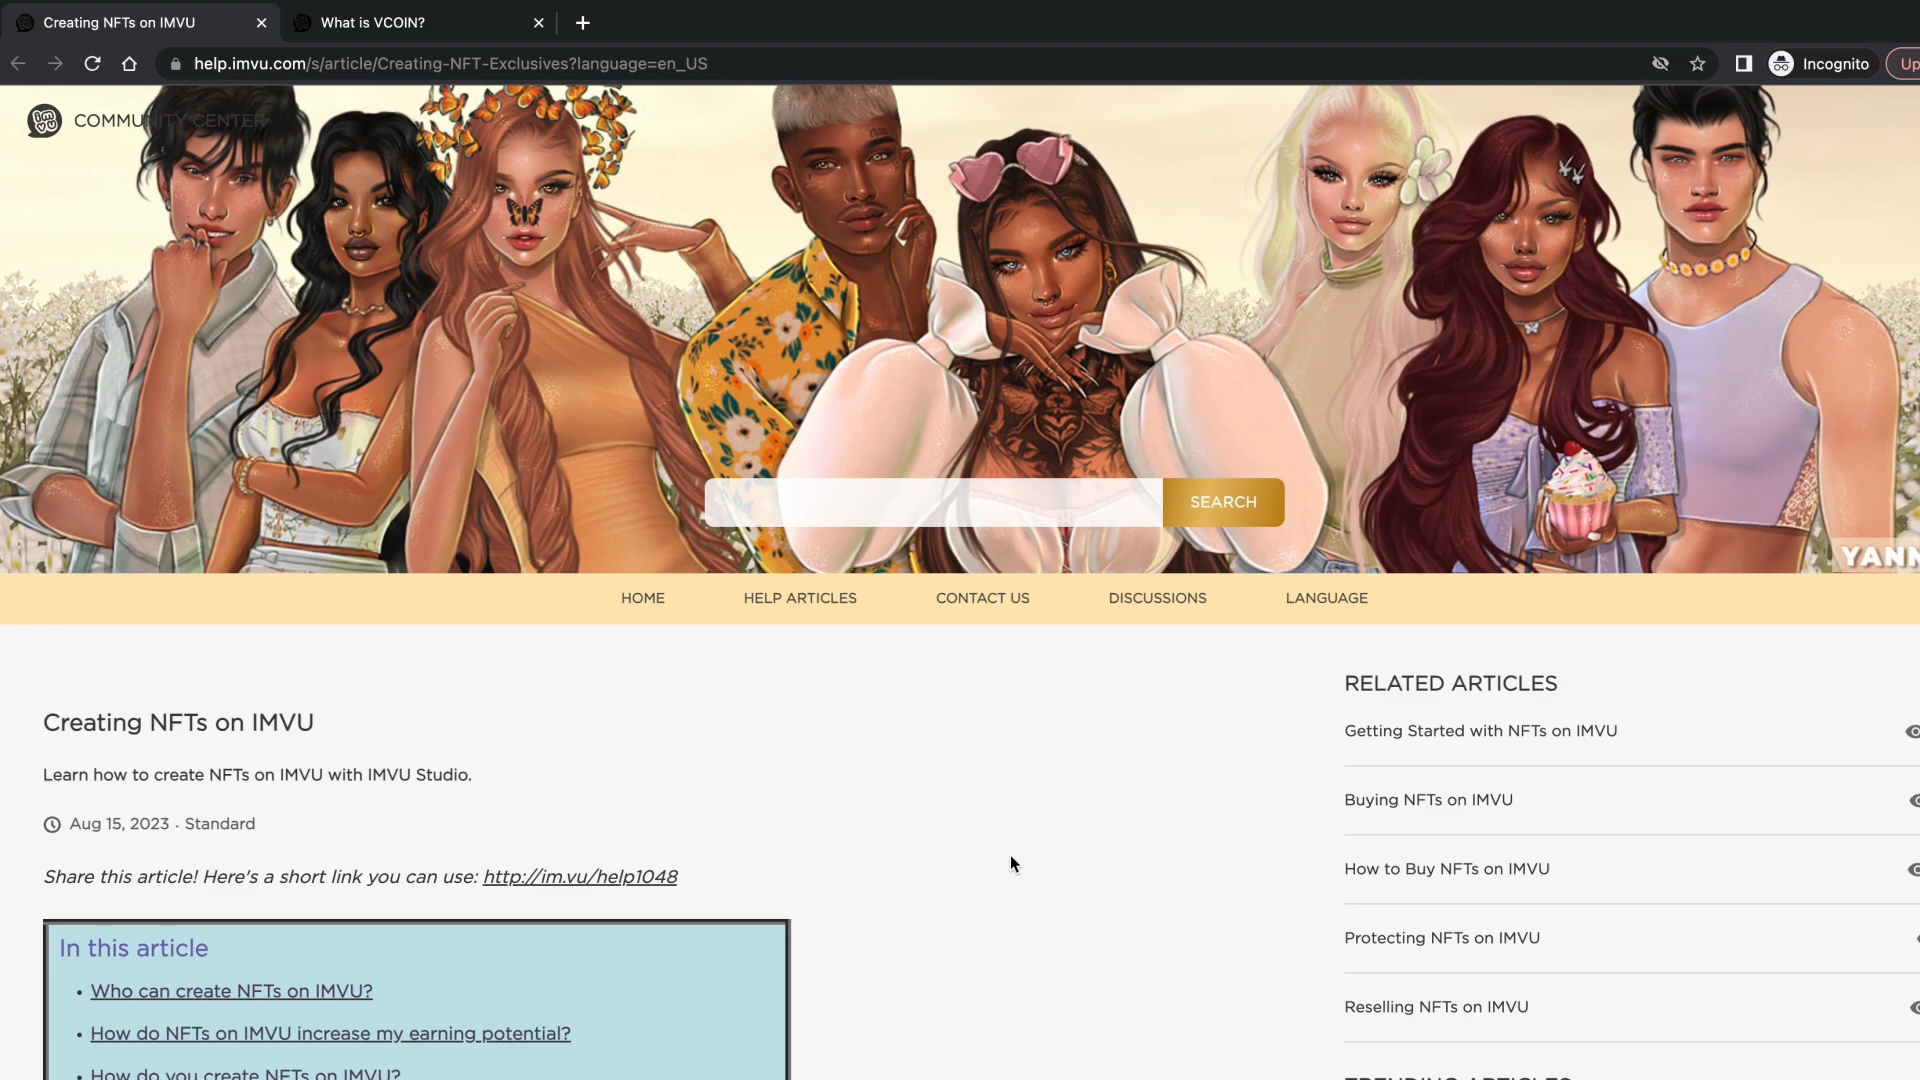 Creating NFTs on IMVU
What is VCOIN?
help.imvu.com/s/article/Creating-NFT-Exclusives?language=en_US
Incognito
Up
COMMUNITY CENTER
SEARCH
YANN
HOME
HELP ARTICLES
CONTACT US
DISCUSSIONS
LANGUAGE
Creating NFTs on IMVU
Learn how to create NFTs on IMVU with IMVU Studio.
Aug 15, 2023 · Standard
Share this article! Here's a short link you can use: http://im.vu/help1048
In this article
• Who can create NFTs on IMVU?
• How do NFTs on IMVU increase my earning potential?
• How do you create NFTs on IMVU?
RELATED ARTICLES
Getting Started with NFTs on IMVU
Buying NFTs on IMVU
How to Buy NFTs on IMVU
Protecting NFTs on IMVU
Reselling NFTs on IMVU
TRENDING ARTICLES